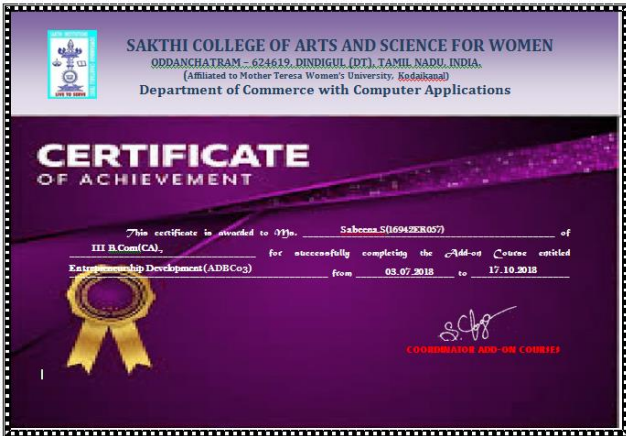 SAKTHI COLLEGE OF ARTS AND SCIENCE FOR WOMEN
ODDANCHATRAM – 624619, DINDIGUL (DT), TAMIL NADU, INDIA.
(Affiliated to Mother Teresa Women's University, Kodaikanal)
Department of Commerce with Computer Applications
CERTIFICATE
OF ACHIEVEMENT
This certificate is awarded to Ms. Sabeena.S(16942ER057) of
III B.Com(CA)., for successfully completing the Add-on Course entitled
Entrepreneurship Development (ADBC03) from 03.07.2018 to 17.10.2018
COORDINATOR ADD-ON COURSES